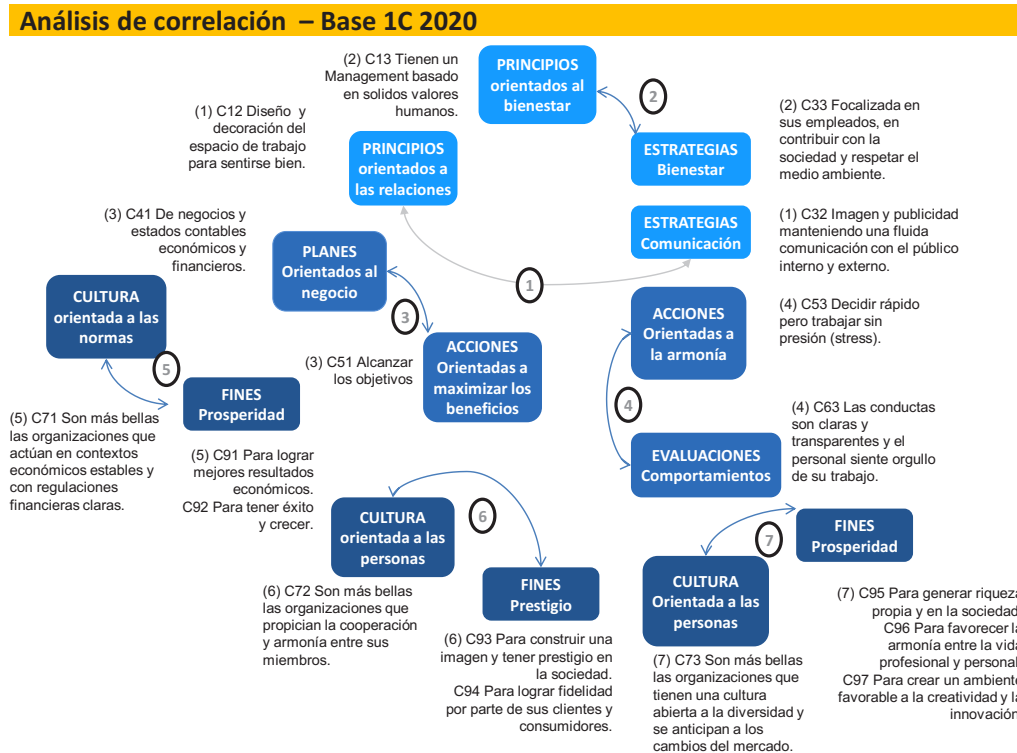 Análisis de correlación – Base 1C 2020
(2) C13 Tienen un
Management basado
en solidos valores
humanos.
PRINCIPIOS
orientados al
bienestar
2
(1) C12 Diseño y
decoración del
espacio de trabajo
para sentirse bien.
PRINCIPIOS
orientados a
las relaciones
ESTRATEGIAS
Bienestar
(2) C33 Focalizada en
sus empleados, en
contribuir con la
sociedad y respetar el
medio ambiente.
(3) C41 De negocios y
estados contables
económicos y
financieros.
PLANES
Orientados al
negocio
ESTRATEGIAS
Comunicación
(1) C32 Imagen y publicidad
manteniendo una fluida
comunicación con el público
interno y externo.
1
CULTURA
orientada a las
normas
3
ACCIONES
Orientadas a
la armonía
(4) C53 Decidir rápido
pero trabajar sin
presión (stress).
(3) C51 Alcanzar
los objetivos
ACCIONES
Orientadas a
maximizar los
beneficios
5
FINES
Prosperidad
4
(5) C71 Son más bellas
las organizaciones que
actúan en contextos
económicos estables y
con regulaciones
financieras claras.
(5) C91 Para lograr
mejores resultados
económicos.
C92 Para tener éxito
y crecer.
EVALUACIONES
Comportamientos
(4) C63 Las conductas
son claras y
transparentes y el
personal siente orgullo
de su trabajo.
CULTURA
orientada a las
personas
6
7
FINES
Prosperidad
(6) C72 Son más bellas
las organizaciones que
propician la cooperación
y armonía entre sus
miembros.
FINES
Prestigio
CULTURA
Orientada a las
personas
(6) C93 Para construir una
imagen y tener prestigio en
la sociedad.
C94 Para lograr fidelidad
por parte de sus clientes y
consumidores.
(7) C73 Son más bellas
las organizaciones que
tienen una cultura
abierta a la diversidad y
se anticipan a los
cambios del mercado.
(7) C95 Para generar riqueza
propia y en la sociedad
C96 Para favorecer la
armonía entre la vida
profesional y personal
C97 Para crear un ambiente
favorable a la creatividad y la
innovación